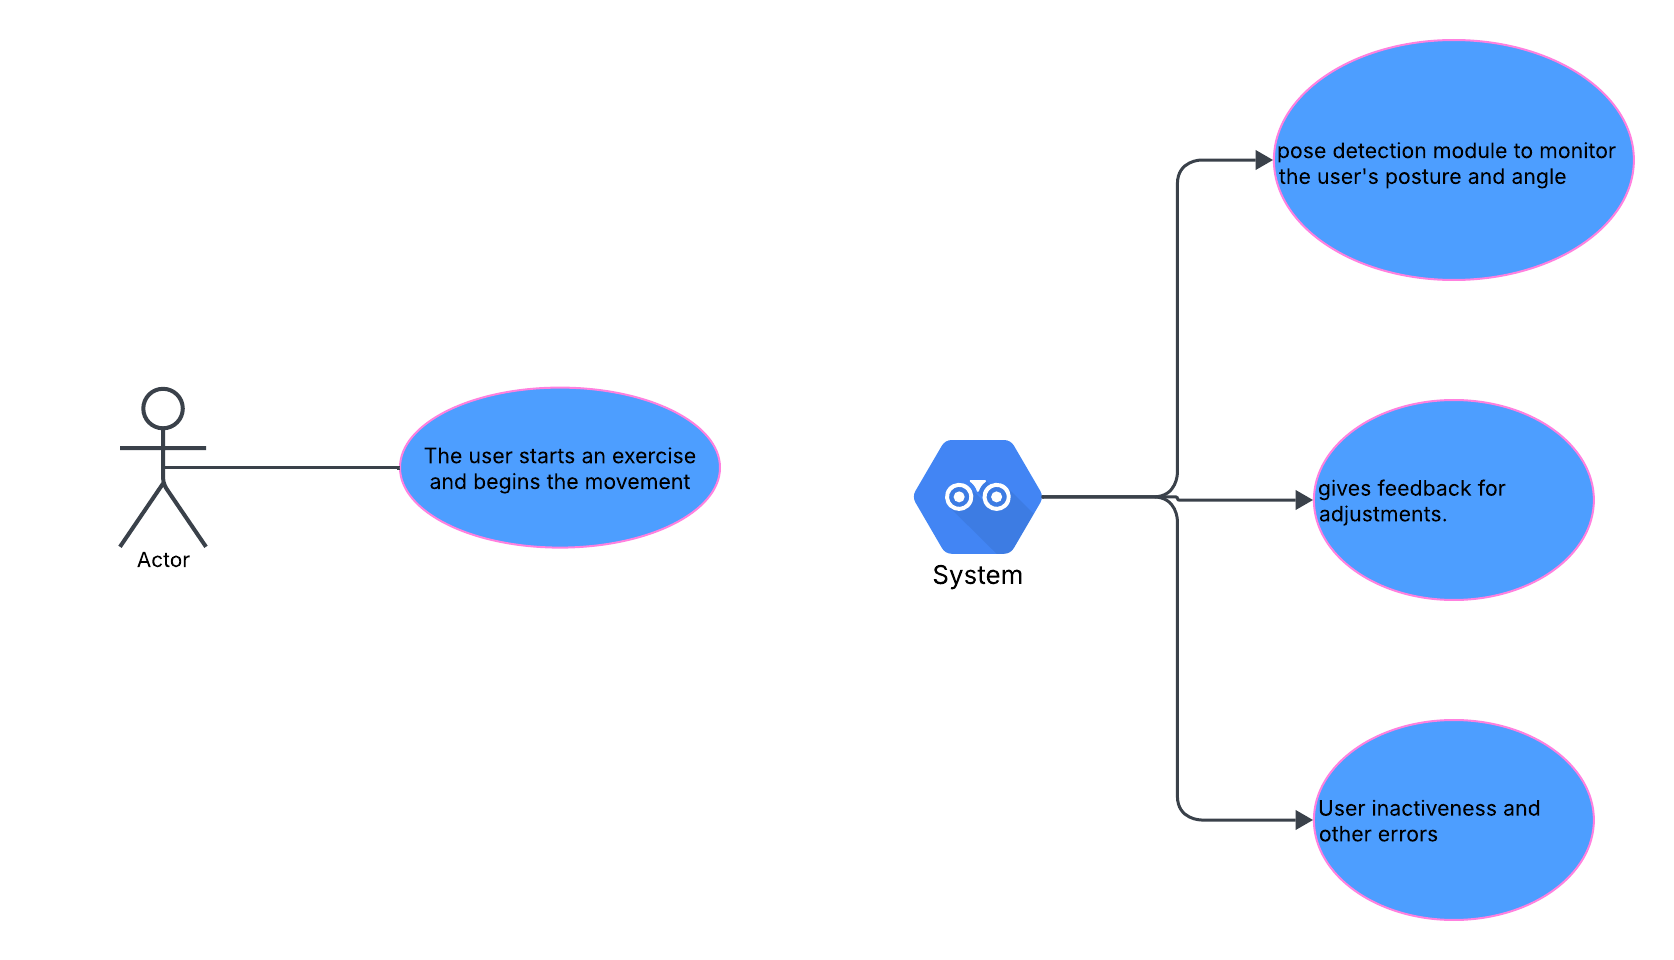 pose detection module to monitor
the user's posture and angle
The user starts an exercise
and begins the movement
Actor
System
gives feedback for
adjustments.
User inactiveness and
other errors